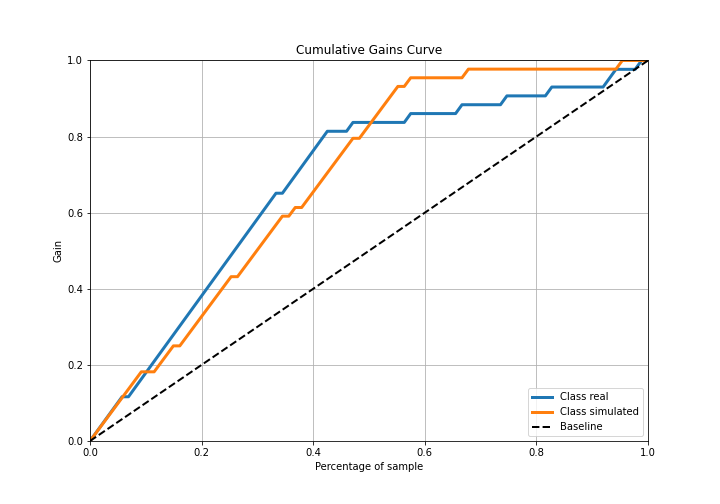 Cumulative Gains Curve
1.0
0.8
0.6
0.4
0.2
0.0
Gain
0.0 0.2 0.4 0.6 0.8 1.0
Percentage of sample
Class real
Class simulated
Baseline